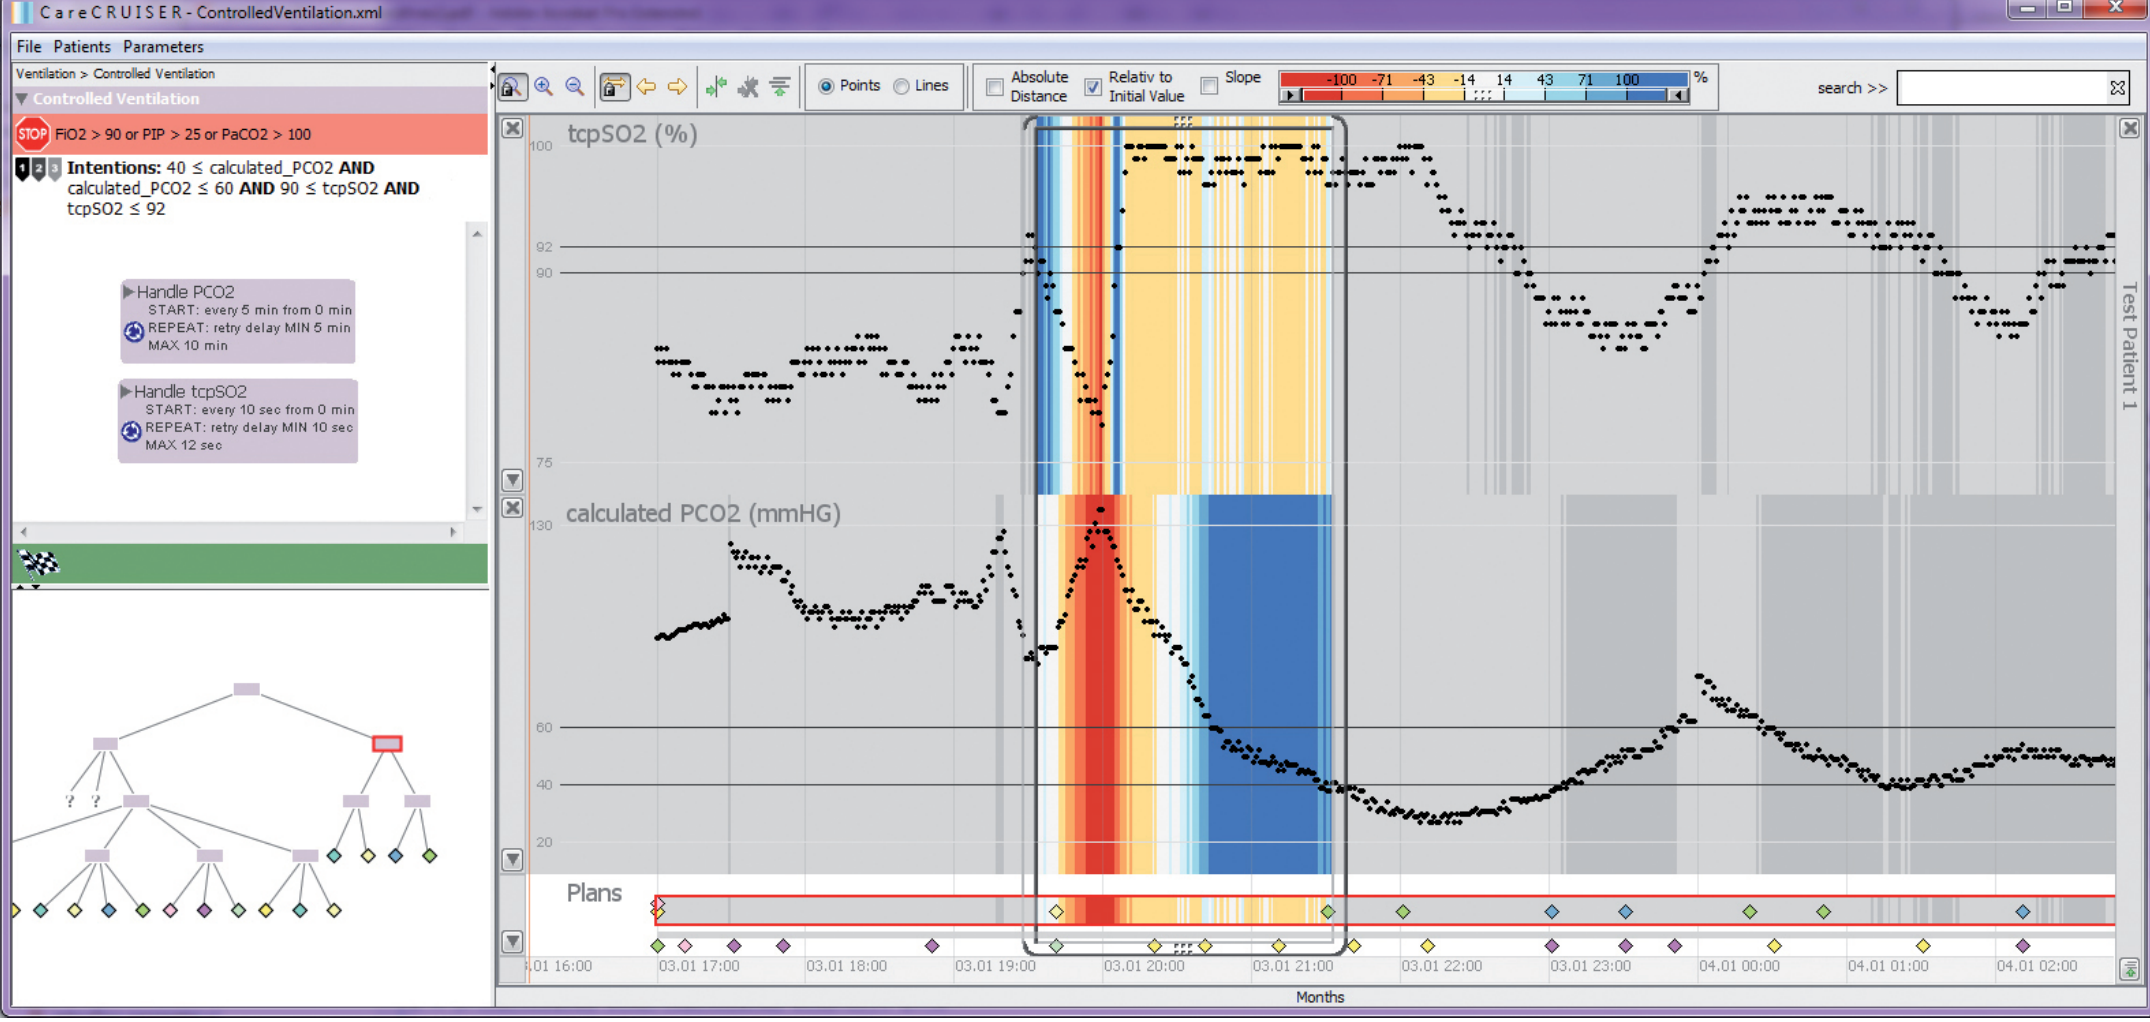 CareCRUISER - ControlledVentilation.xml
File Patients Parameters
Ventilation > Controlled Ventilation
Controlled Ventilation
STOP FiO2 > 90 or PIP > 25 or PaCO2 > 100
1 2 3 Intentions: 40 ≤ calculated_PCO2 AND
calculated_PCO2 ≤ 60 AND 90 ≤ tcpSO2 AND
tcpSO2 ≤ 92
Handle PCO2
START: every 5 min from 0 min
REPEAT: retry delay MIN 5 min
MAX 10 min
Handle tcpSO2
START: every 10 sec from 0 min
REPEAT: retry delay MIN 10 sec
MAX 12 sec
? ?
Points Lines
Absolute
Distance
Relativ to
Initial Value
Slope
-100 -71 -43 -14 14 43 71 100 %
search >>
tcpSO2 (%)
100
92
90
75
calculated PCO2 (mmHG)
130
60
40
20
Test Patient 1
Plans
.01 16:00 03.01 17:00 03.01 18:00 03.01 19:00 03.01 20:00 03.01 21:00 03.01 22:00 03.01 23:00 04.01 00:00 04.01 01:00 04.01 02:00
Months